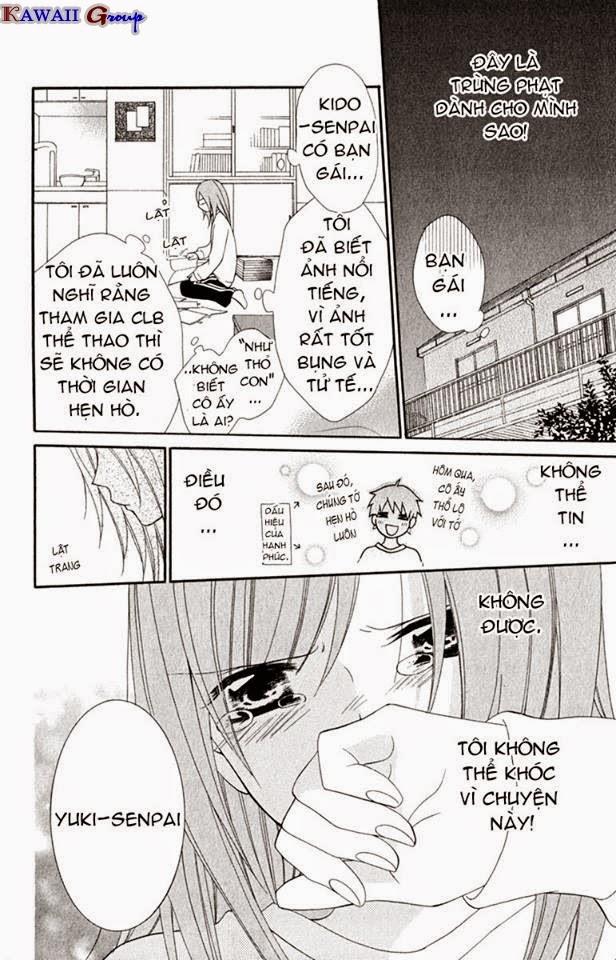 KAWAII Group
ĐÂY LÀ
TRỪNG PHẠT
DÀNH CHO MÌNH
SAO!
BẠN
GÁI
...
KIDO
-SENPAI
CÓ BẠN
GÁI...
TÔI
ĐÃ BIẾT
ẢNH NỔI
TIẾNG,
VÌ ẢNH
RẤT TỐT
BỤNG VÀ
TỬ TẾ...
LẬT
LẬT
"NHƯ
THỎ
CON"
...
..KHÔNG
BIẾT
CÔ ẤY
LÀ AI?
TÔI ĐÃ LUÔN
NGHĨ RẰNG
THAM GIA CLB
THỂ THAO THÌ
SẼ KHÔNG CÓ
THỜI GIAN
HẸN HÒ.
KHÔNG
THỂ
TIN
...
HÔM QUA,
CÔ ẤY
THỔ LỘ
VỚI TỚ
SAU ĐÓ,
CHÚNG TỚ
HẸN HÒ
LUÔN
DẤU
HIỆU
CỦA
HẠNH
PHÚC.
ĐIỀU
ĐÓ
...
LẬT
TRANG
KHÔNG
ĐƯỢC.
TÔI KHÔNG
THỂ KHÓC
VÌ CHUYỆN
NÀY!
YUKI-SENPAI